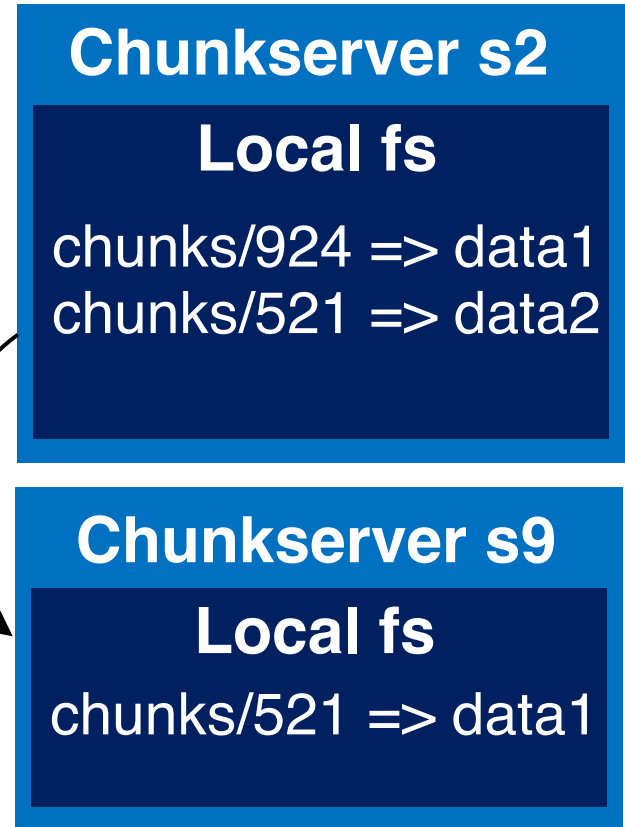 Chunkserver s2
Local fs
chunks/924 => data1
chunks/521 => data2
Chunkserver s9
Local fs
chunks/521 => data1